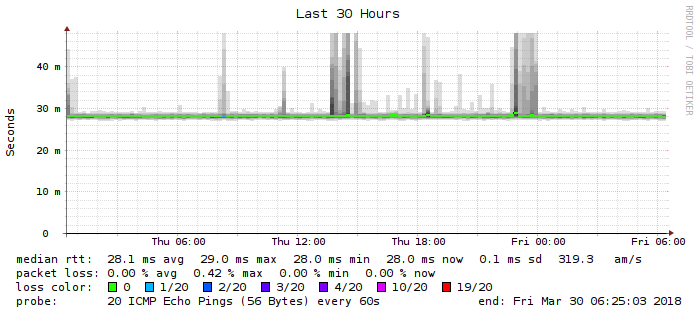 Last 30 Hours
RRDTOOL / TOBI OETIKER
Seconds
40 m
30 m
20 m
10 m
0
Thu 06:00 Thu 12:00 Thu 18:00 Fri 00:00 Fri 06:00
median rtt: 28.1 ms avg 29.0 ms max 28.0 ms min 28.0 ms now 0.1 ms sd 319.3 am/s
packet loss: 0.00 % avg 0.42 % max 0.00 % min 0.00 % now
loss color: 0 1/20 2/20 3/20 4/20 10/20 19/20
probe: 20 ICMP Echo Pings (56 Bytes) every 60s end: Fri Mar 30 06:25:03 2018